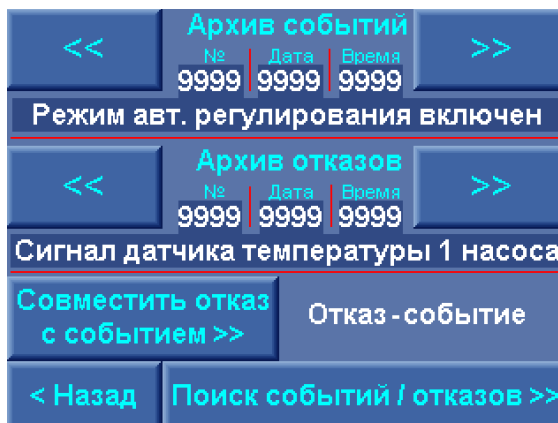 << Архив событий >>
№ Дата Время
9999 9999 9999
Режим авт. регулирования включен
<< Архив отказов >>
№ Дата Время
9999 9999 9999
Сигнал датчика температуры 1 насоса
Совместить отказ
с событием >>
Отказ-событие
< Назад
Поиск событий / отказов >>